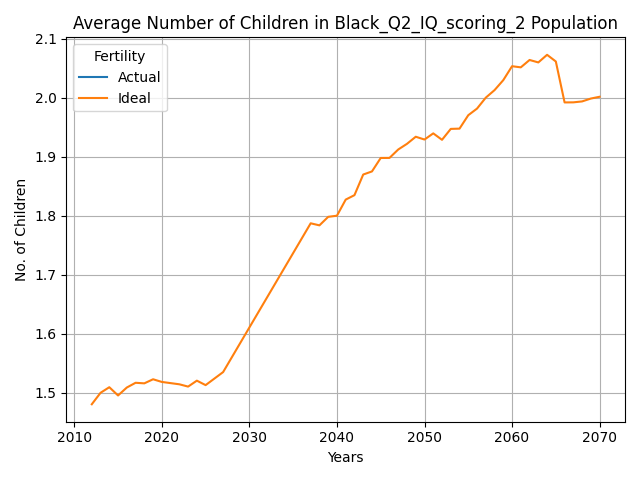 Average Number of Children in Black_Q2_IQ_scoring_2 Population
Fertility
Actual
Ideal
No. of Children
2.1
2.0
1.9
1.8
1.7
1.6
1.5
2010 2020 2030 2040 2050 2060 2070
Years